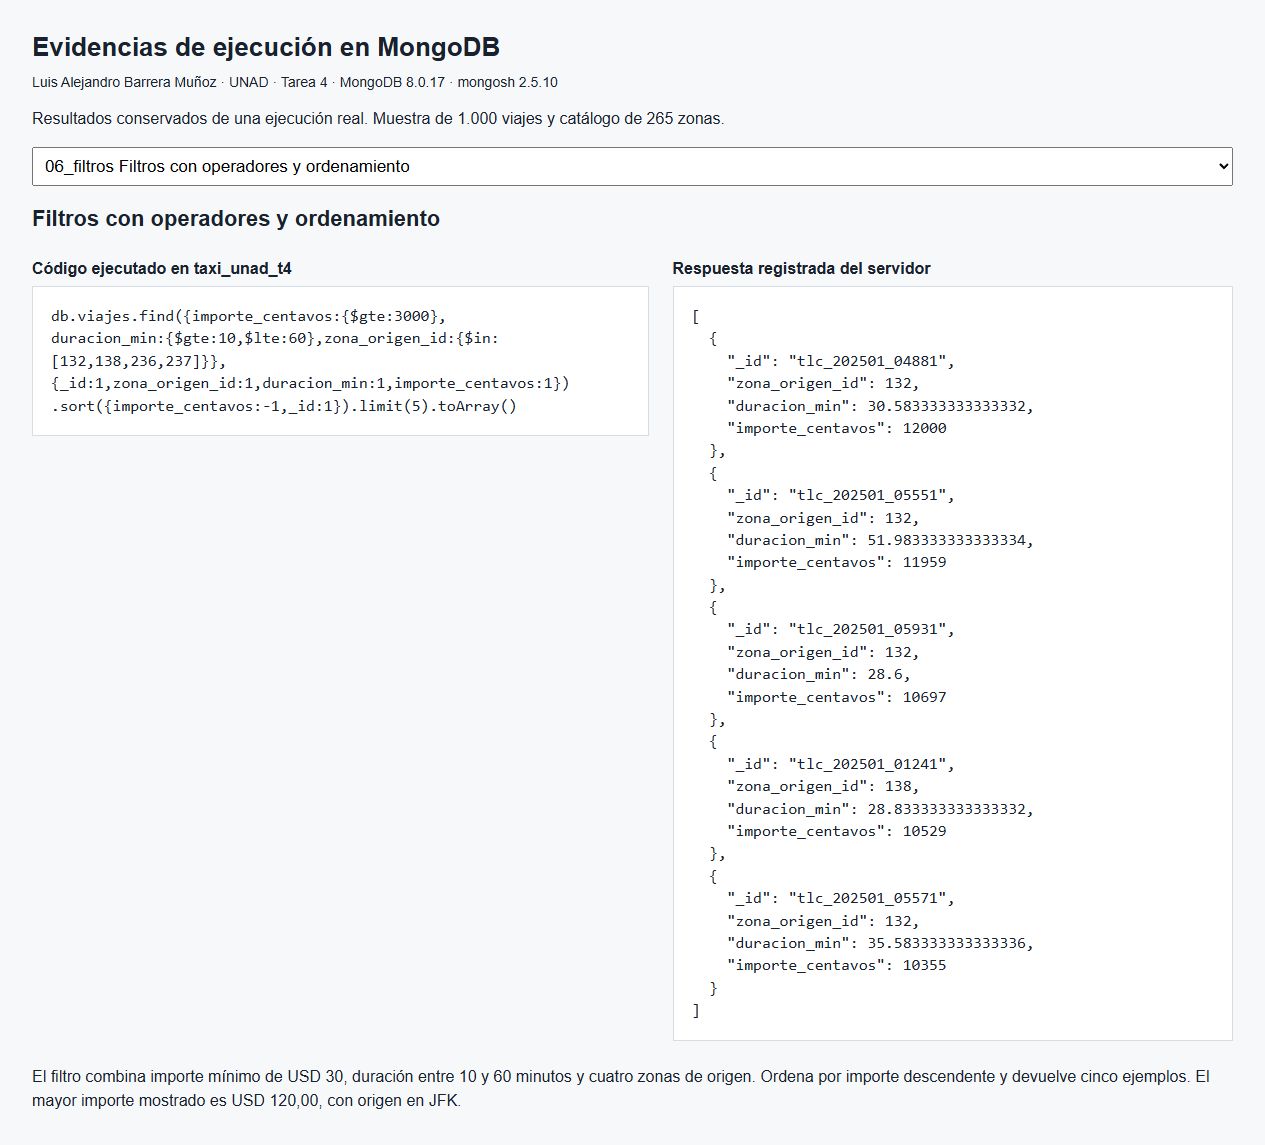 Evidencias de ejecución en MongoDB
Luis Alejandro Barrera Muñoz · UNAD · Tarea 4 · MongoDB 8.0.17 · mongosh 2.5.10
Resultados conservados de una ejecución real. Muestra de 1.000 viajes y catálogo de 265 zonas.
06_filtros Filtros con operadores y ordenamiento
Filtros con operadores y ordenamiento
Código ejecutado en taxi_unad_t4
db.viajes.find({importe_centavos:{$gte:3000},
duracion_min:{$gte:10,$lte:60},zona_origen_id:{$in:
[132,138,236,237]}},
{_id:1,zona_origen_id:1,duracion_min:1,importe_centavos:1})
.sort({importe_centavos:-1,_id:1}).limit(5).toArray()
Respuesta registrada del servidor
[
  {
    "_id": "tlc_202501_04881",
    "zona_origen_id": 132,
    "duracion_min": 30.583333333333332,
    "importe_centavos": 12000
  },
  {
    "_id": "tlc_202501_05551",
    "zona_origen_id": 132,
    "duracion_min": 51.983333333333334,
    "importe_centavos": 11959
  },
  {
    "_id": "tlc_202501_05931",
    "zona_origen_id": 132,
    "duracion_min": 28.6,
    "importe_centavos": 10697
  },
  {
    "_id": "tlc_202501_01241",
    "zona_origen_id": 138,
    "duracion_min": 28.833333333333332,
    "importe_centavos": 10529
  },
  {
    "_id": "tlc_202501_05571",
    "zona_origen_id": 132,
    "duracion_min": 35.583333333333336,
    "importe_centavos": 10355
  }
]
El filtro combina importe mínimo de USD 30, duración entre 10 y 60 minutos y cuatro zonas de origen. Ordena por importe descendente y devuelve cinco ejemplos. El
mayor importe mostrado es USD 120,00, con origen en JFK.